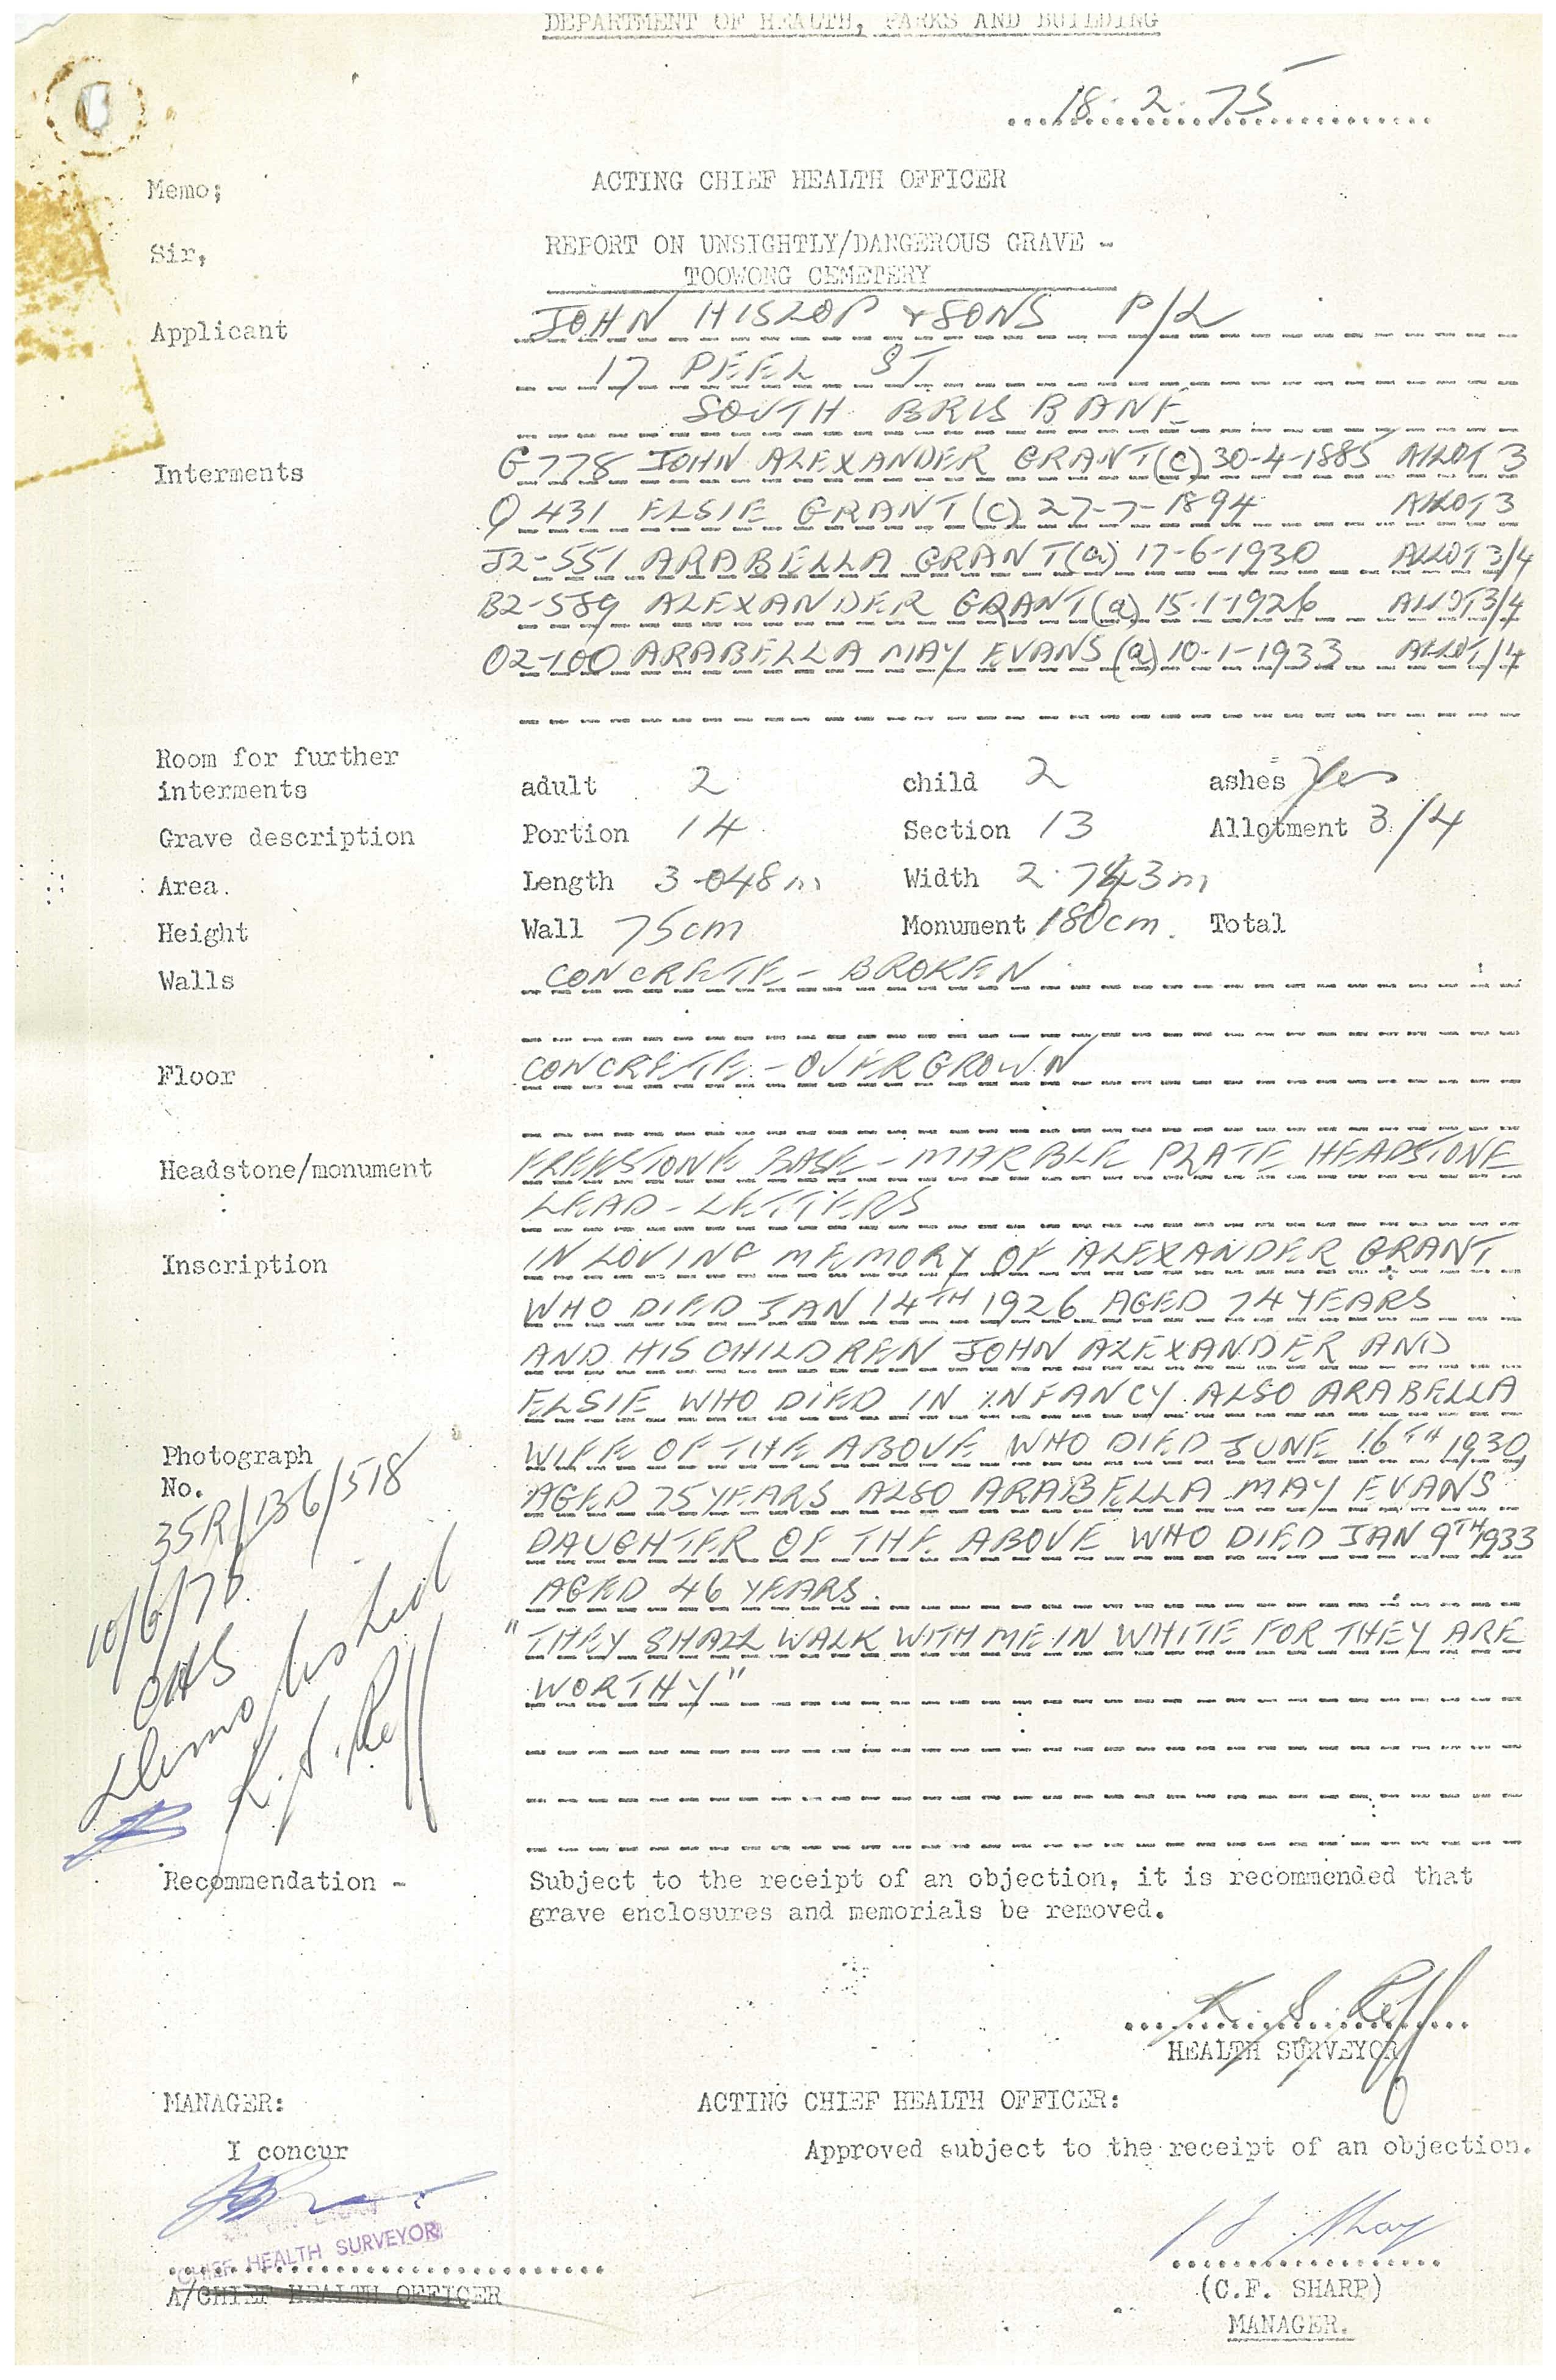 DEPARTMENT OF HEALTH, PARKS AND BUILDING
18.2.75
Memo; ACTING CHIEF HEALTH OFFICER
Sir, REPORT ON UNSIGHTLY/DANGEROUS GRAVE -
TOOWONG CEMETERY
Applicant JOHN HISLOP & SONS P/L
17 PEEL ST
SOUTH BRISBANE
Interments G778 JOHN ALEXANDER GRANT (c) 30-4-1885 ALLOT 3
Q 431 ELSIE GRANT (c) 27-7-1894 ALLOT 3
J2-551 ARABELLA GRANT (a) 17-6-1930 ALLOT 3/4
B2-589 ALEXANDER GRANT (a) 15-1-1926 ALLOT 3/4
O2-100 ARABELLA MAY EVANS (a) 10-1-1933 ALLOT /4
Room for further
interments adult 2 child 2 ashes Yes
Grave description Portion 14 Section 13 Allotment 3/4
Area. Length 3.048m Width 2.743m
Height Wall 75cm Monument 180cm. Total
Walls CONCRETE - BROKEN
Floor CONCRETE - OVERGROWN
Headstone/monument FREESTONE BASE - MARBLE PLATE HEADSTONE
LEAD - LETTERS
Inscription IN LOVING MEMORY OF ALEXANDER GRANT
WHO DIED JAN 14TH 1926 AGED 74 YEARS
AND HIS CHILDREN JOHN ALEXANDER AND
ELSIE WHO DIED IN INFANCY ALSO ARABELLA
Photograph WIFE OF THE ABOVE WHO DIED JUNE 16TH 1930,
No. AGED 75 YEARS ALSO ARABELLA MAY EVANS
35R/136/518
DAUGHTER OF THE ABOVE WHO DIED JAN 9TH 1933
AGED 46 YEARS.
10/6/75
"THEY SHALL WALK WITH ME IN WHITE FOR THEY ARE
WORTHY"
Demolished
K.S. Reff
Recommendation - Subject to the receipt of an objection, it is recommended that
grave enclosures and memorials be removed.
K. S. Reff
HEALTH SURVEYOR
MANAGER: ACTING CHIEF HEALTH OFFICER:
I concur Approved subject to the receipt of an objection.
CHIEF HEALTH SURVEYOR
A/CHIEF HEALTH OFFICER
(C.F. SHARP)
MANAGER.